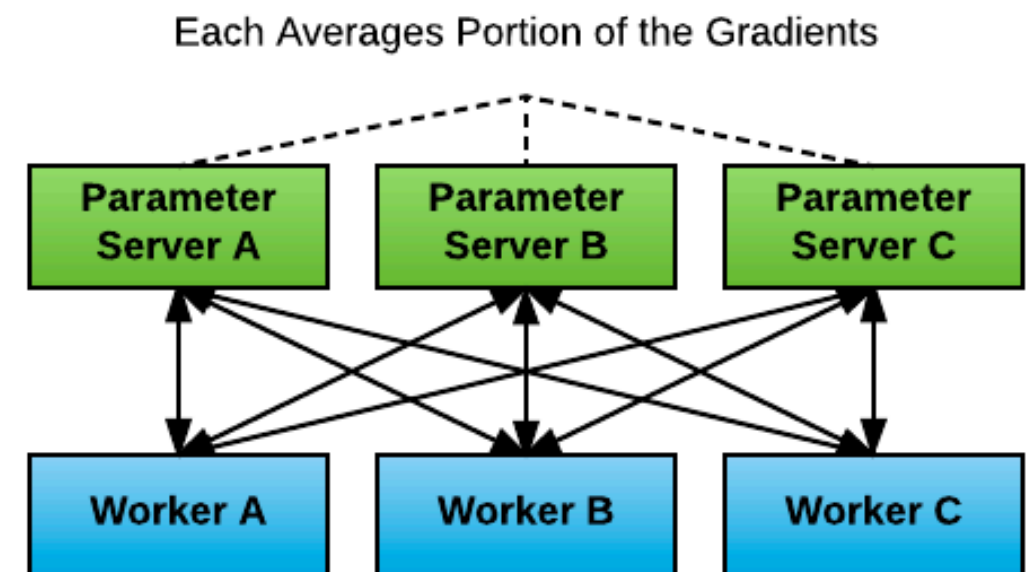 Each Averages Portion of the Gradients
Parameter
Server A
Parameter
Server B
Parameter
Server C
Worker A
Worker B
Worker C